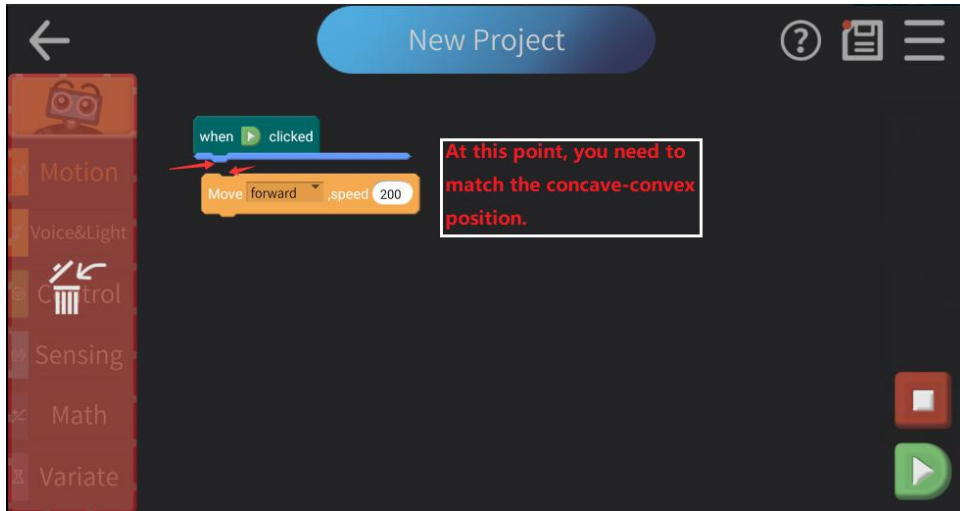 New Project
when clicked
Move forward ,speed 200
At this point, you need to
match the concave-convex
position.
Motion
Voice&Light
Control
Sensing
Math
Variate